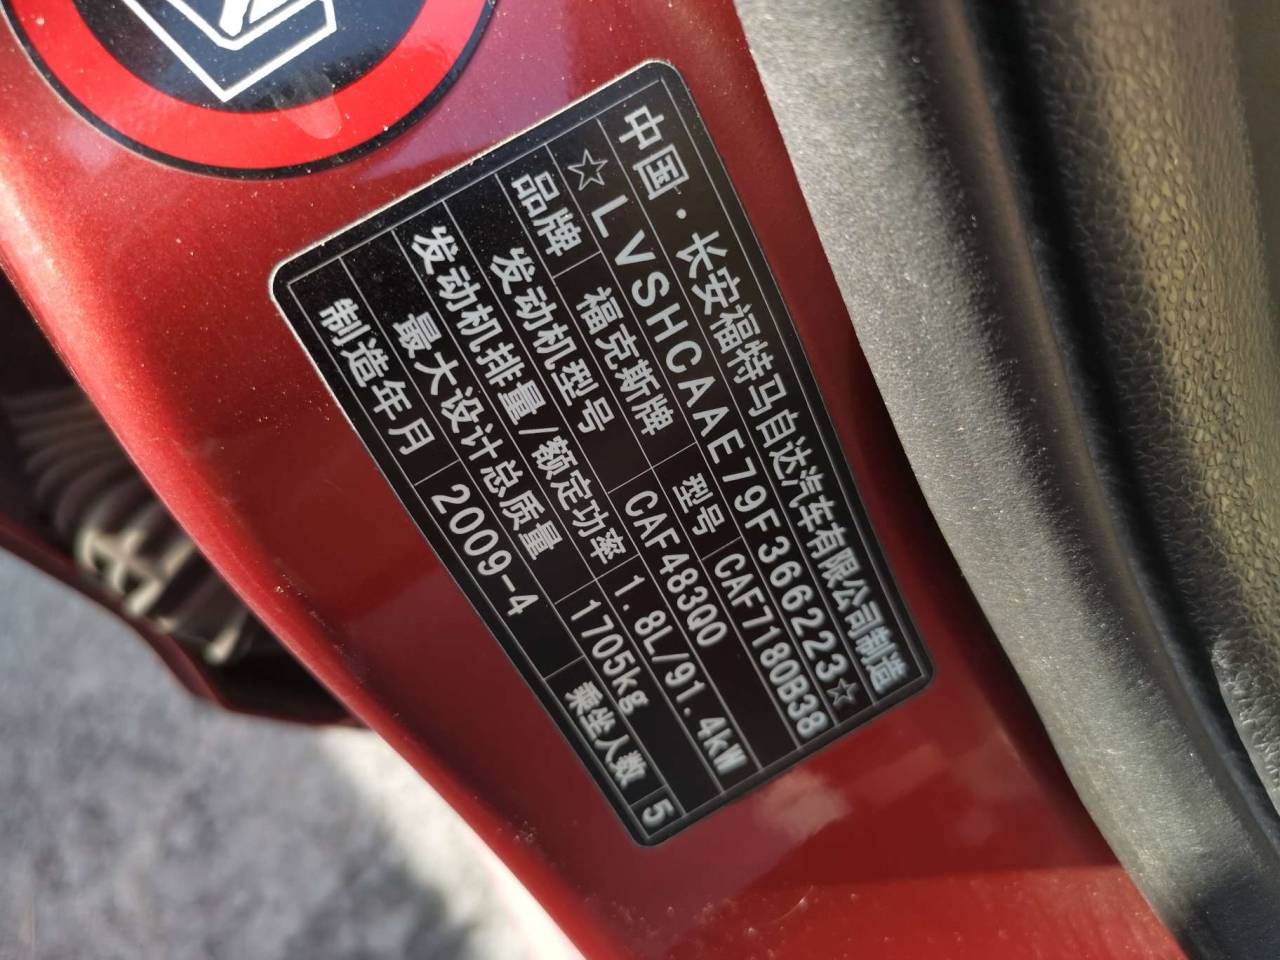 中国·长安福特马自达汽车有限公司制造
☆LVSHCAAE79F366223☆
品牌 福克斯牌 型号 CAF7180B38
发动机型号 CAF483Q0
发动机排量/额定功率 1.8L/91.4kW
最大设计总质量 1705kg 乘坐人数 5
制造年月 2009-4